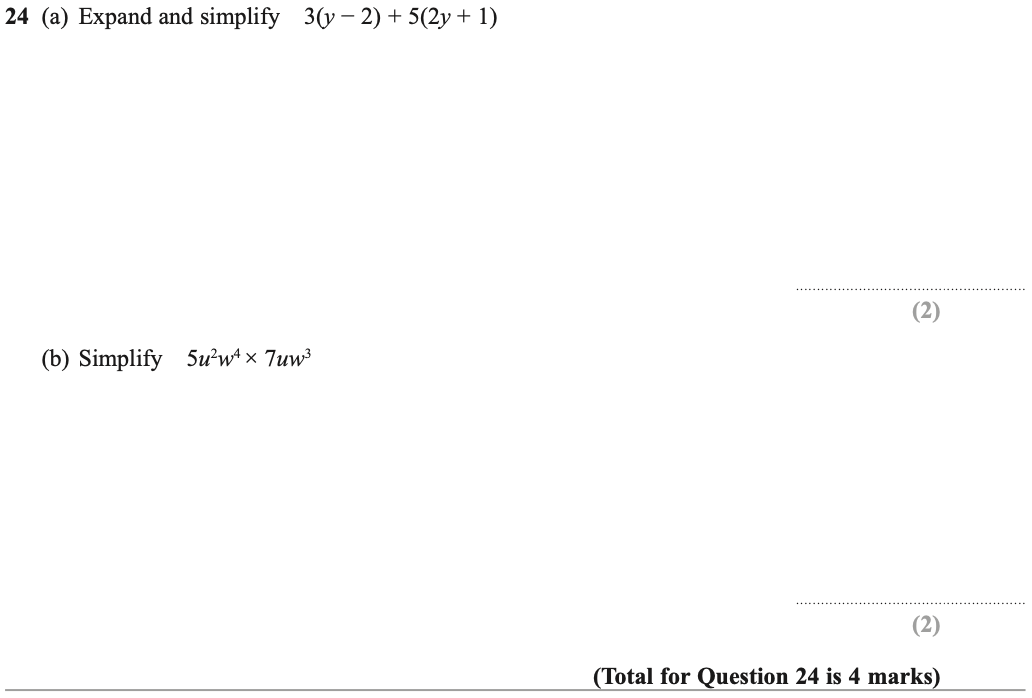 24 (a) Expand and simplify 3(y − 2) + 5(2y + 1)
(2)
(b) Simplify 5u²w⁴ × 7uw³
(2)
(Total for Question 24 is 4 marks)